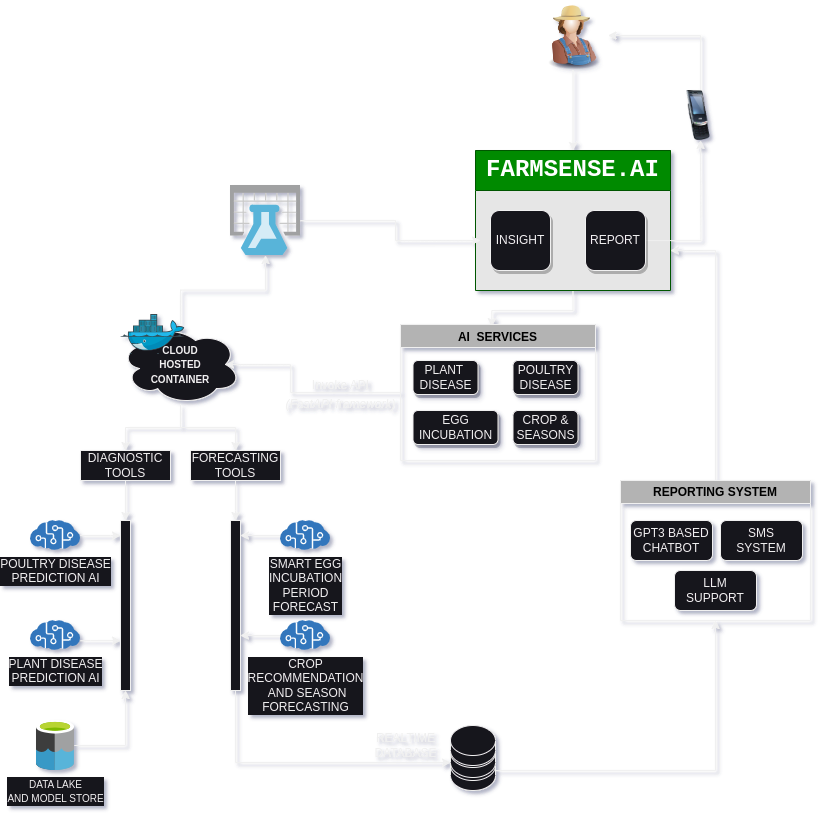 FARMSENSE.AI
INSIGHT
REPORT
AI SERVICES
PLANT
DISEASE
POULTRY
DISEASE
EGG
INCUBATION
CROP &
SEASONS
CLOUD
HOSTED
CONTAINER
(FastAPI framework)
DIAGNOSTIC
TOOLS
FORECASTING
TOOLS
POULTRY DISEASE
PREDICTION AI
SMART EGG
INCUBATION
PERIOD
FORECAST
PLANT DISEASE
PREDICTION AI
CROP
RECOMMENDATION
AND SEASON
FORECASTING
DATA LAKE
AND MODEL STORE
REALTIME
DATABASE
REPORTING SYSTEM
GPT3 BASED
CHATBOT
SMS
SYSTEM
LLM
SUPPORT